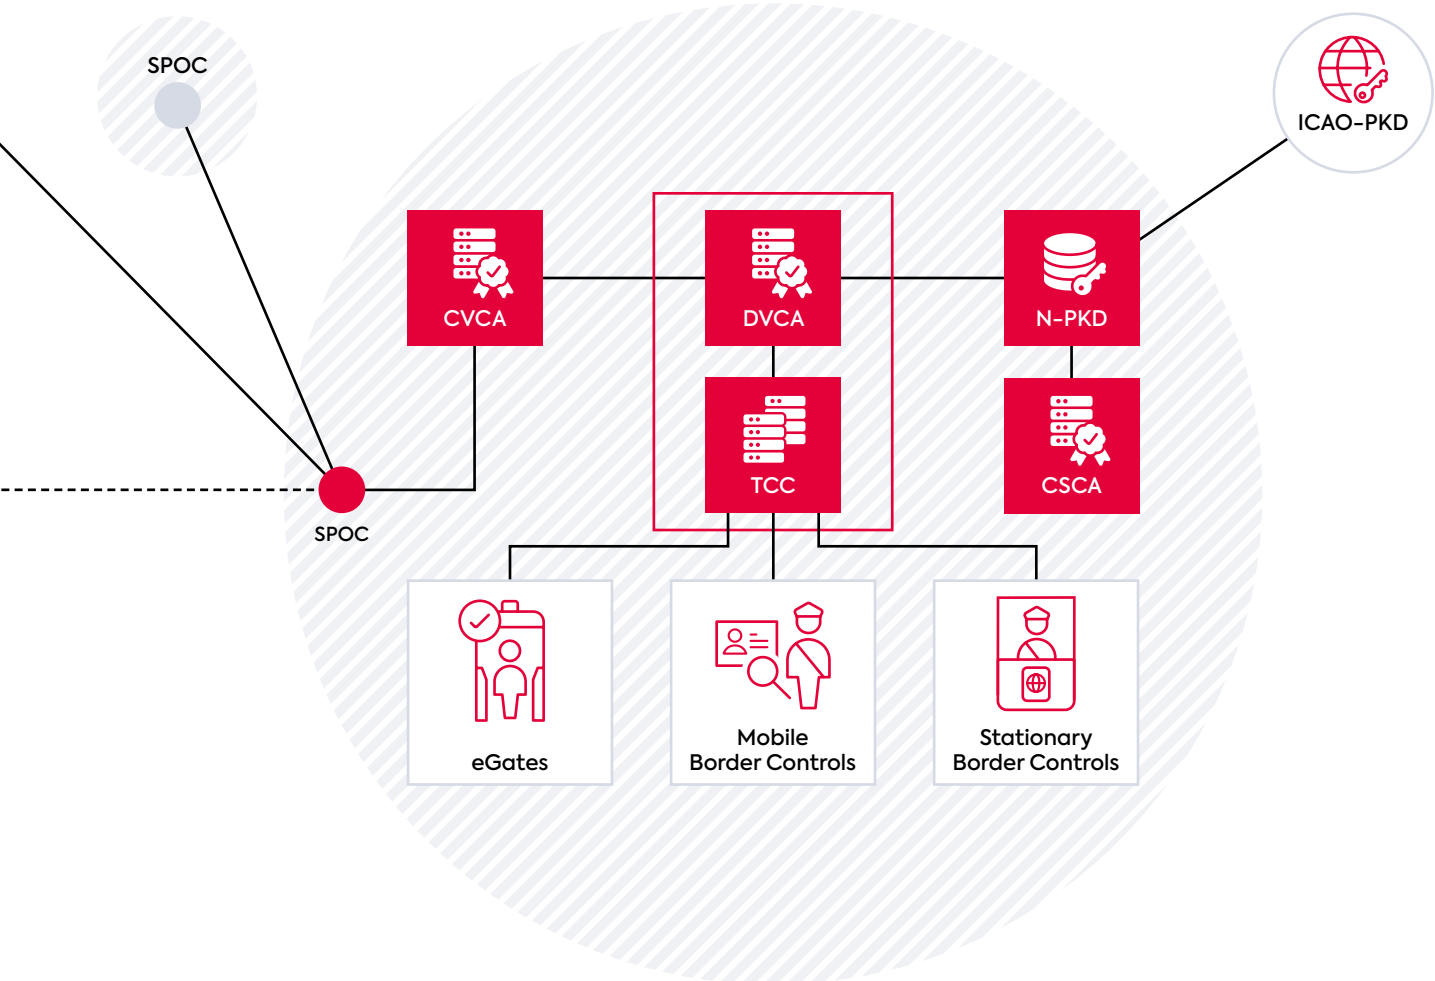 SPOC
ICAO-PKD
CVCA
DVCA
N-PKD
TCC
CSCA
SPOC
eGates
Mobile
Border Controls
Stationary
Border Controls